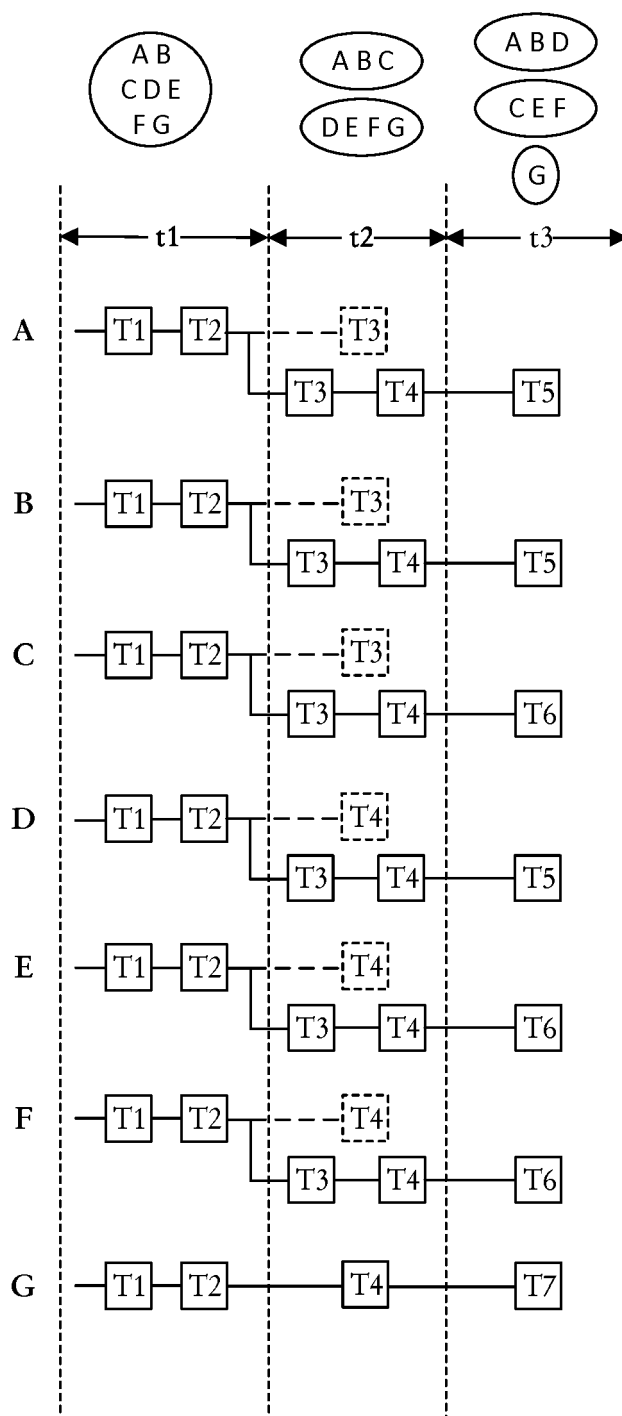 A B
C D E
F G
A B C
D E F G
A B D
C E F
G
t1 t2 t3
A T1 T2 T3
T3 T4 T5
B T1 T2 T3
T3 T4 T5
C T1 T2 T3
T3 T4 T6
D T1 T2 T4
T3 T4 T5
E T1 T2 T4
T3 T4 T6
F T1 T2 T4
T3 T4 T6
G T1 T2 T4 T7